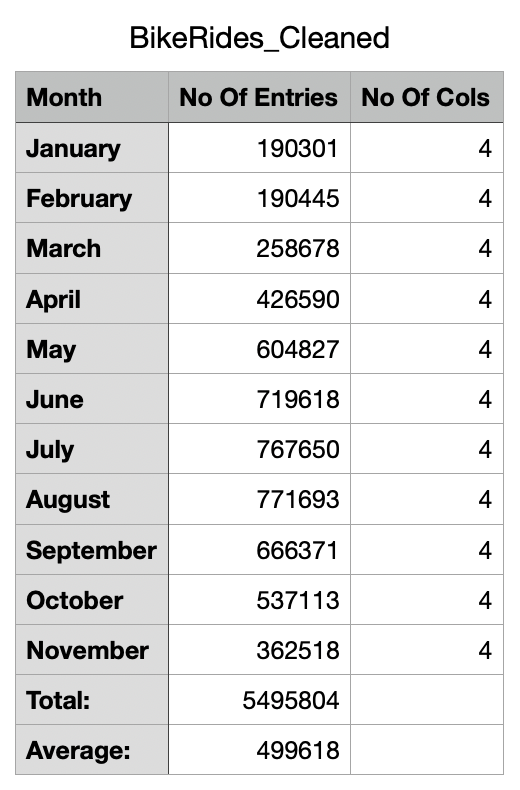 BikeRides_Cleaned
Month No Of Entries No Of Cols
January 190301 4
February 190445 4
March 258678 4
April 426590 4
May 604827 4
June 719618 4
July 767650 4
August 771693 4
September 666371 4
October 537113 4
November 362518 4
Total: 5495804
Average: 499618